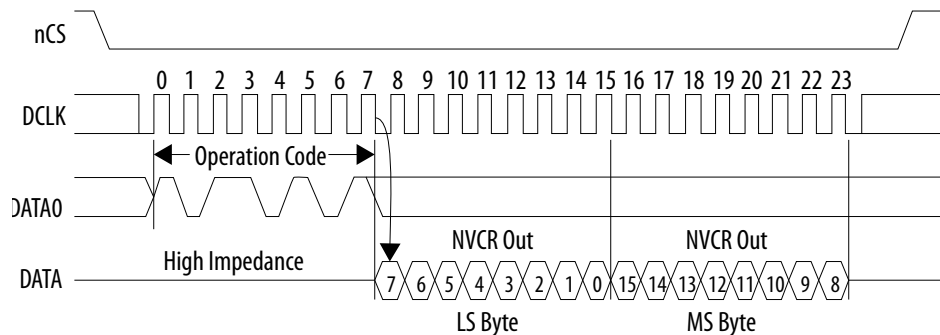 nCS
0 1 2 3 4 5 6 7 8 9 10 11 12 13 14 15 16 17 18 19 20 21 22 23
DCLK
Operation Code
DATA0
NVCR Out NVCR Out
High Impedance
DATA
7 6 5 4 3 2 1 0 15 14 13 12 11 10 9 8
LS Byte MS Byte